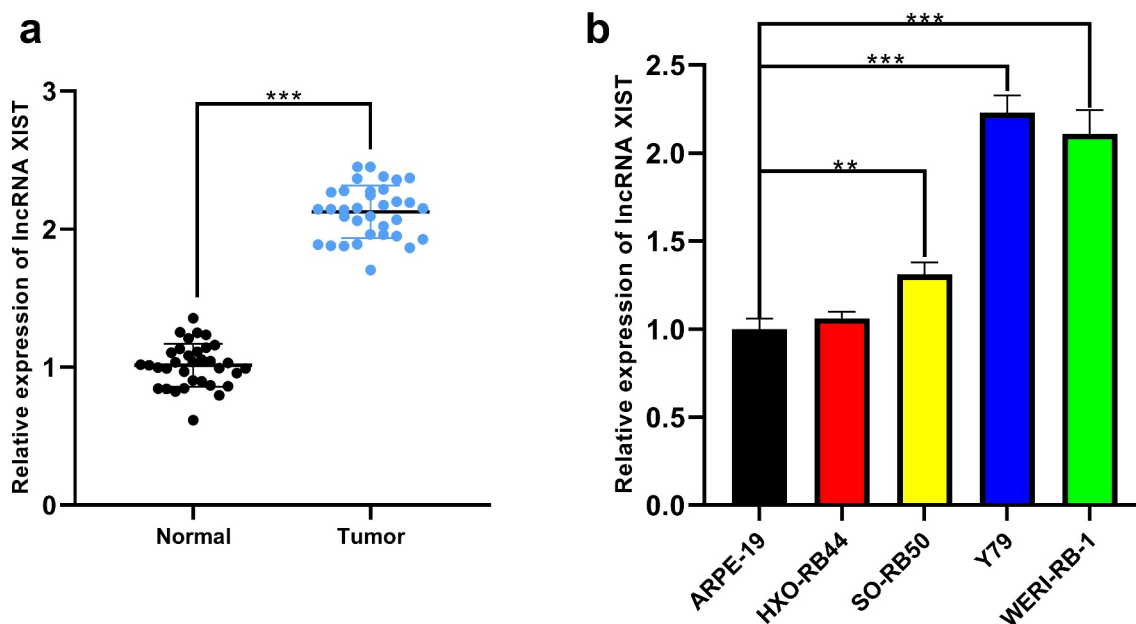 a
***
Relative expression of lncRNA XIST
3
2
1
0
Normal
Tumor
b
***
***
**
Relative expression of lncRNA XIST
2.5
2.0
1.5
1.0
0.5
0.0
ARPE-19
HXO-RB44
SO-RB50
Y79
WERI-RB-1